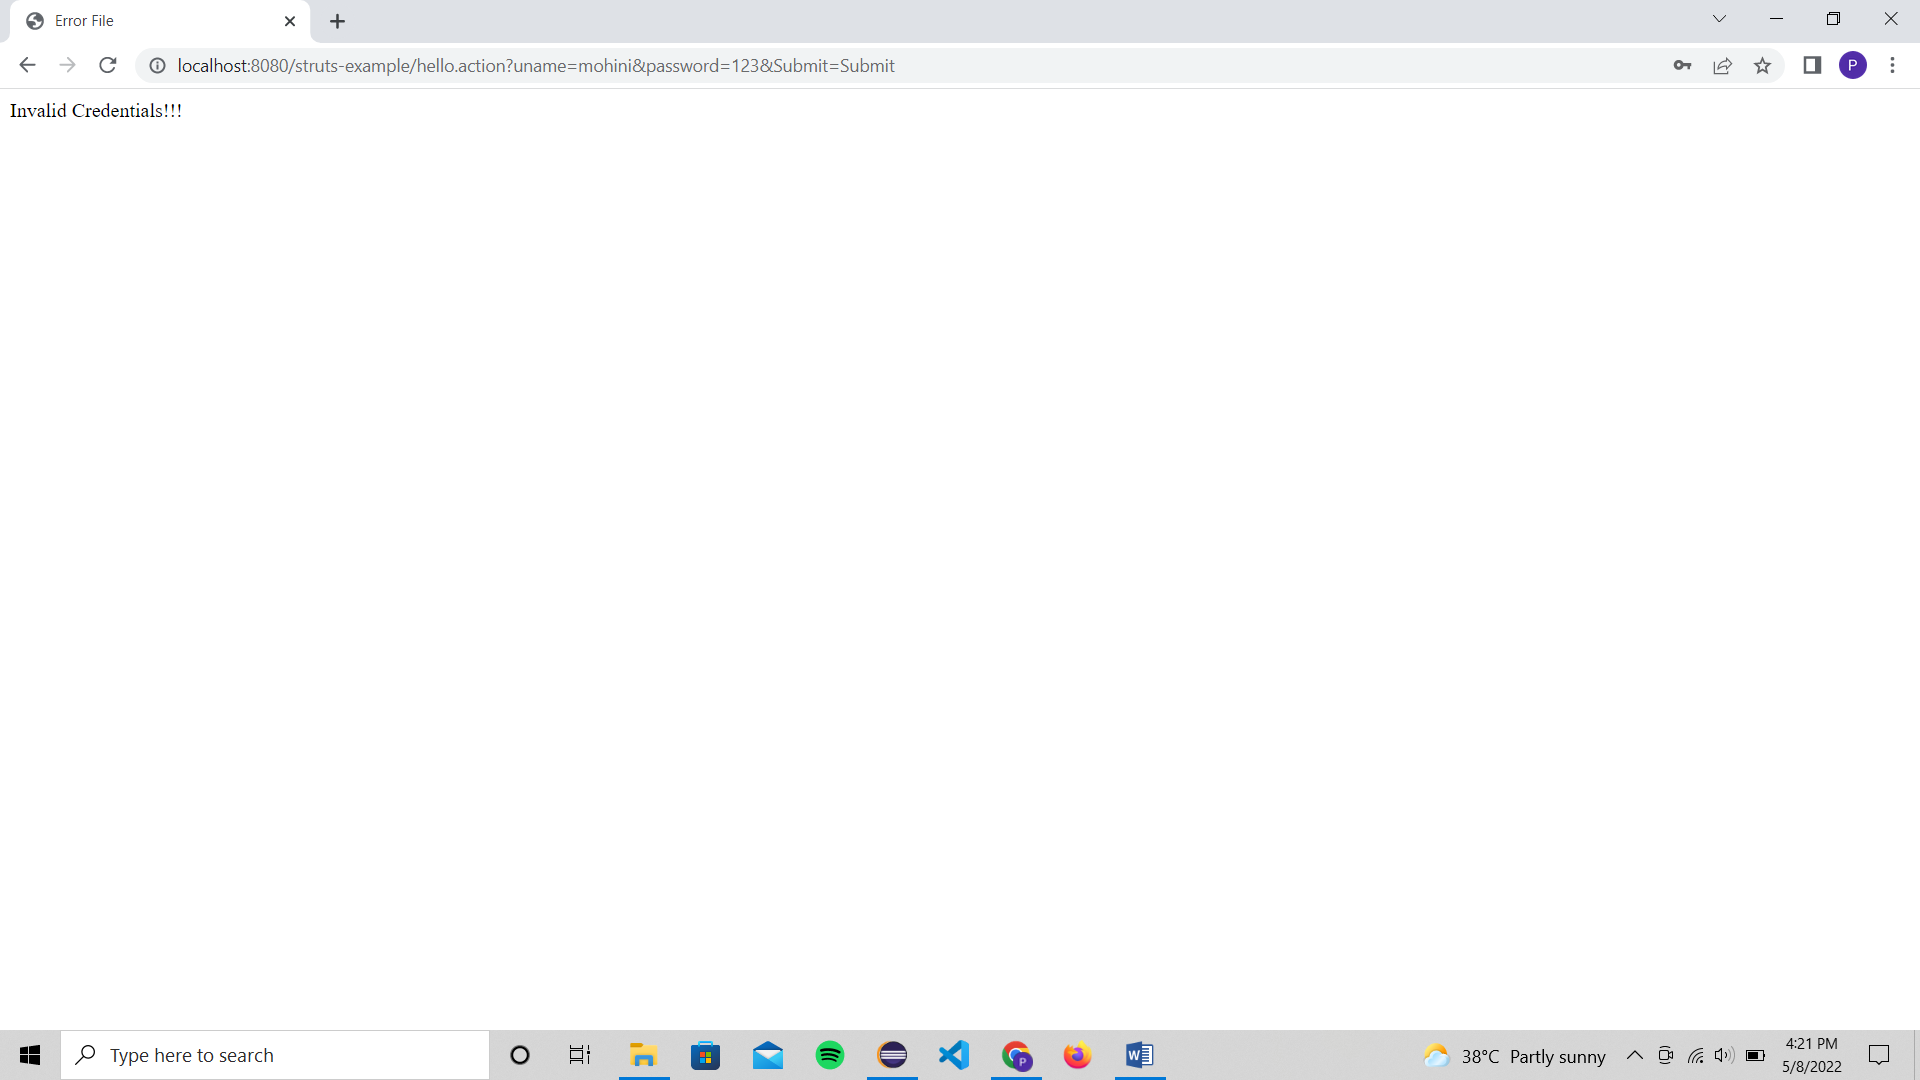 Error File
localhost:8080/struts-example/hello.action?uname=mohini&password=123&Submit=Submit
P
Invalid Credentials!!!
Type here to search
P
W
38°C Partly sunny
4:21 PM
5/8/2022